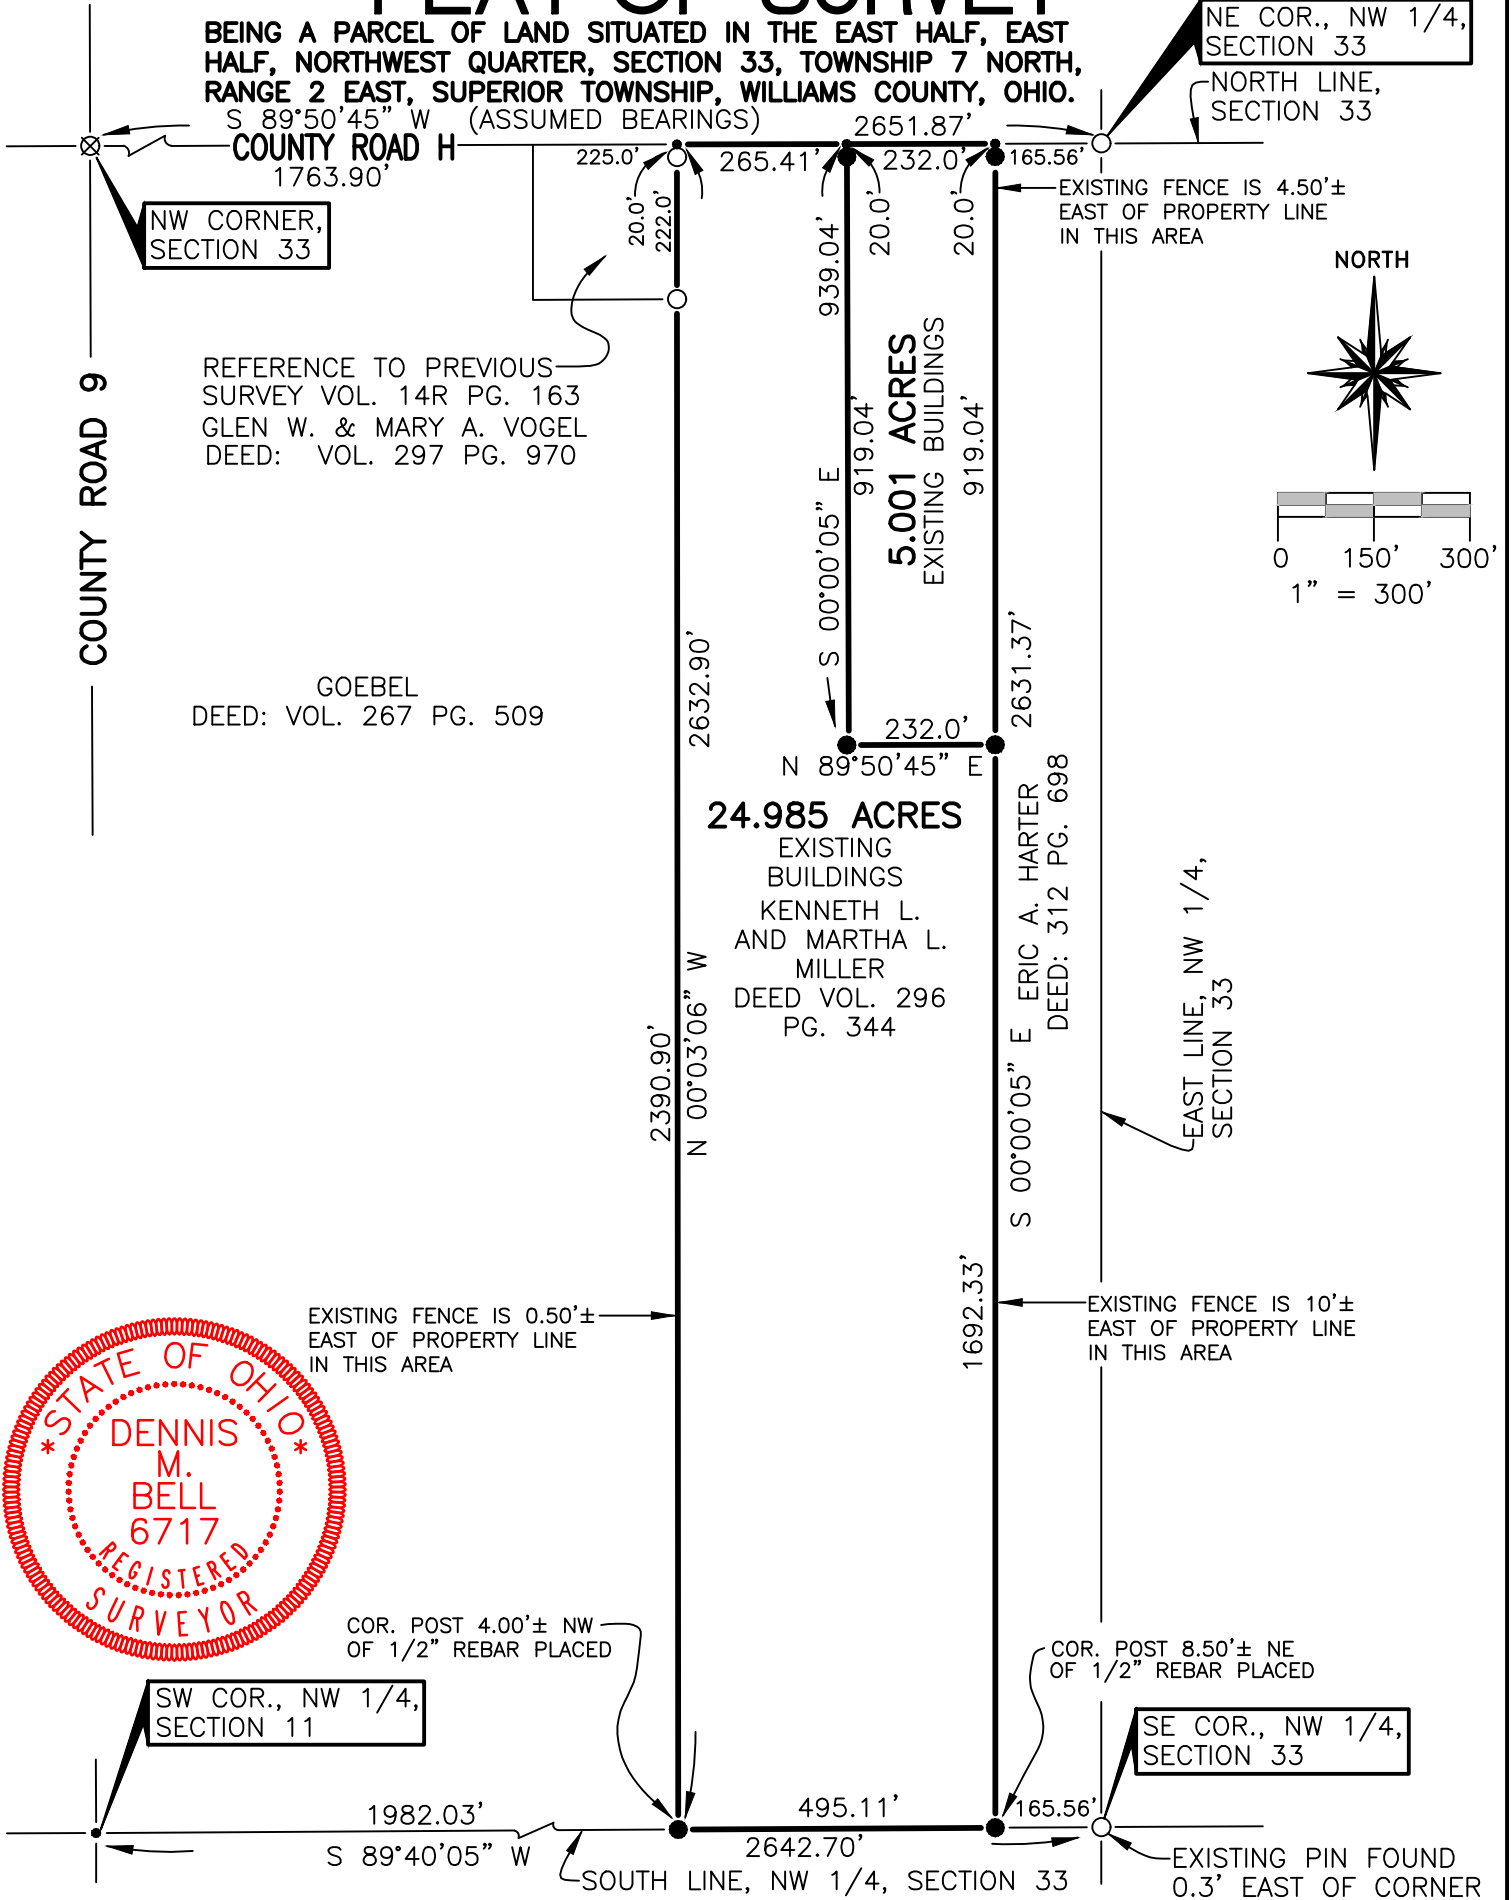 PLAT OF SURVEY
BEING A PARCEL OF LAND SITUATED IN THE EAST HALF, EAST
HALF, NORTHWEST QUARTER, SECTION 33, TOWNSHIP 7 NORTH,
RANGE 2 EAST, SUPERIOR TOWNSHIP, WILLIAMS COUNTY, OHIO.
NE COR., NW 1/4,
SECTION 33
NORTH LINE,
SECTION 33
S 89°50'45" W (ASSUMED BEARINGS)
2651.87'
COUNTY ROAD H
1763.90'
225.0'
265.41'
232.0'
165.56'
NW CORNER,
SECTION 33
20.0'
222.0'
939.04'
20.0'
20.0'
EXISTING FENCE IS 4.50'±
EAST OF PROPERTY LINE
IN THIS AREA
NORTH
REFERENCE TO PREVIOUS
SURVEY VOL. 14R PG. 163
GLEN W. & MARY A. VOGEL
DEED: VOL. 297 PG. 970
COUNTY ROAD 9
S 00°00'05" E
919.04'
5.001 ACRES
EXISTING BUILDINGS
919.04'
0 150' 300'
1" = 300'
GOEBEL
DEED: VOL. 267 PG. 509
2632.90'
2631.37'
232.0'
N 89°50'45" E
24.985 ACRES
EXISTING
BUILDINGS
KENNETH L.
AND MARTHA L.
MILLER
DEED VOL. 296
PG. 344
ERIC A. HARTER
DEED: 312 PG. 698
2390.90'
N 00°03'06" W
S 00°00'05" E
EAST LINE, NW 1/4,
SECTION 33
1692.33'
EXISTING FENCE IS 0.50'±
EAST OF PROPERTY LINE
IN THIS AREA
EXISTING FENCE IS 10'±
EAST OF PROPERTY LINE
IN THIS AREA
*STATE OF OHIO*
DENNIS
M.
BELL
6717
REGISTERED
SURVEYOR
COR. POST 4.00'± NW
OF 1/2" REBAR PLACED
COR. POST 8.50'± NE
OF 1/2" REBAR PLACED
SW COR., NW 1/4,
SECTION 11
SE COR., NW 1/4,
SECTION 33
1982.03'
495.11'
165.56'
S 89°40'05" W
2642.70'
SOUTH LINE, NW 1/4, SECTION 33
EXISTING PIN FOUND
0.3' EAST OF CORNER